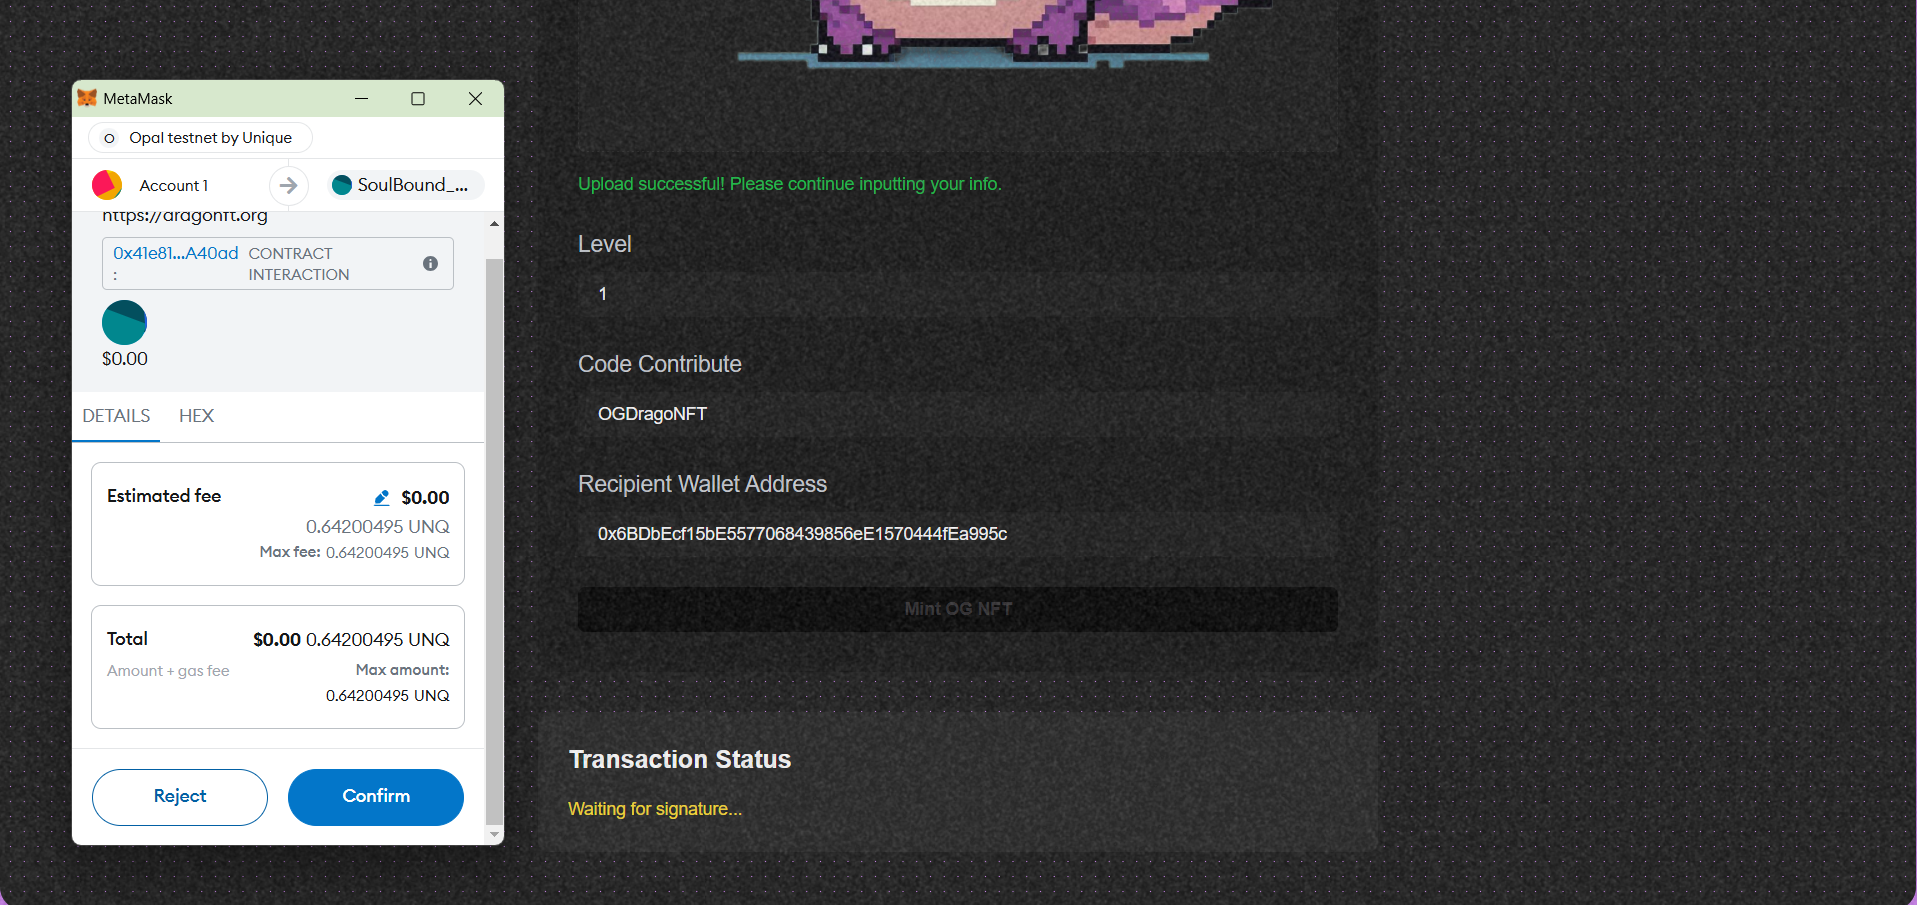 MetaMask
Opal testnet by Unique
Account 1
SoulBound_...
https://dragonft.org
0x41e81...A40ad
:
CONTRACT
INTERACTION
$0.00
DETAILS
HEX
Estimated fee
$0.00
0.64200495 UNQ
Max fee: 0.64200495 UNQ
Total
$0.00 0.64200495 UNQ
Amount + gas fee
Max amount:
0.64200495 UNQ
Reject
Confirm
Upload successful! Please continue inputting your info.
Level
1
Code Contribute
OGDragoNFT
Recipient Wallet Address
0x6BDbEcf15bE5577068439856eE1570444fEa995c
Mint OG NFT
Transaction Status
Waiting for signature...